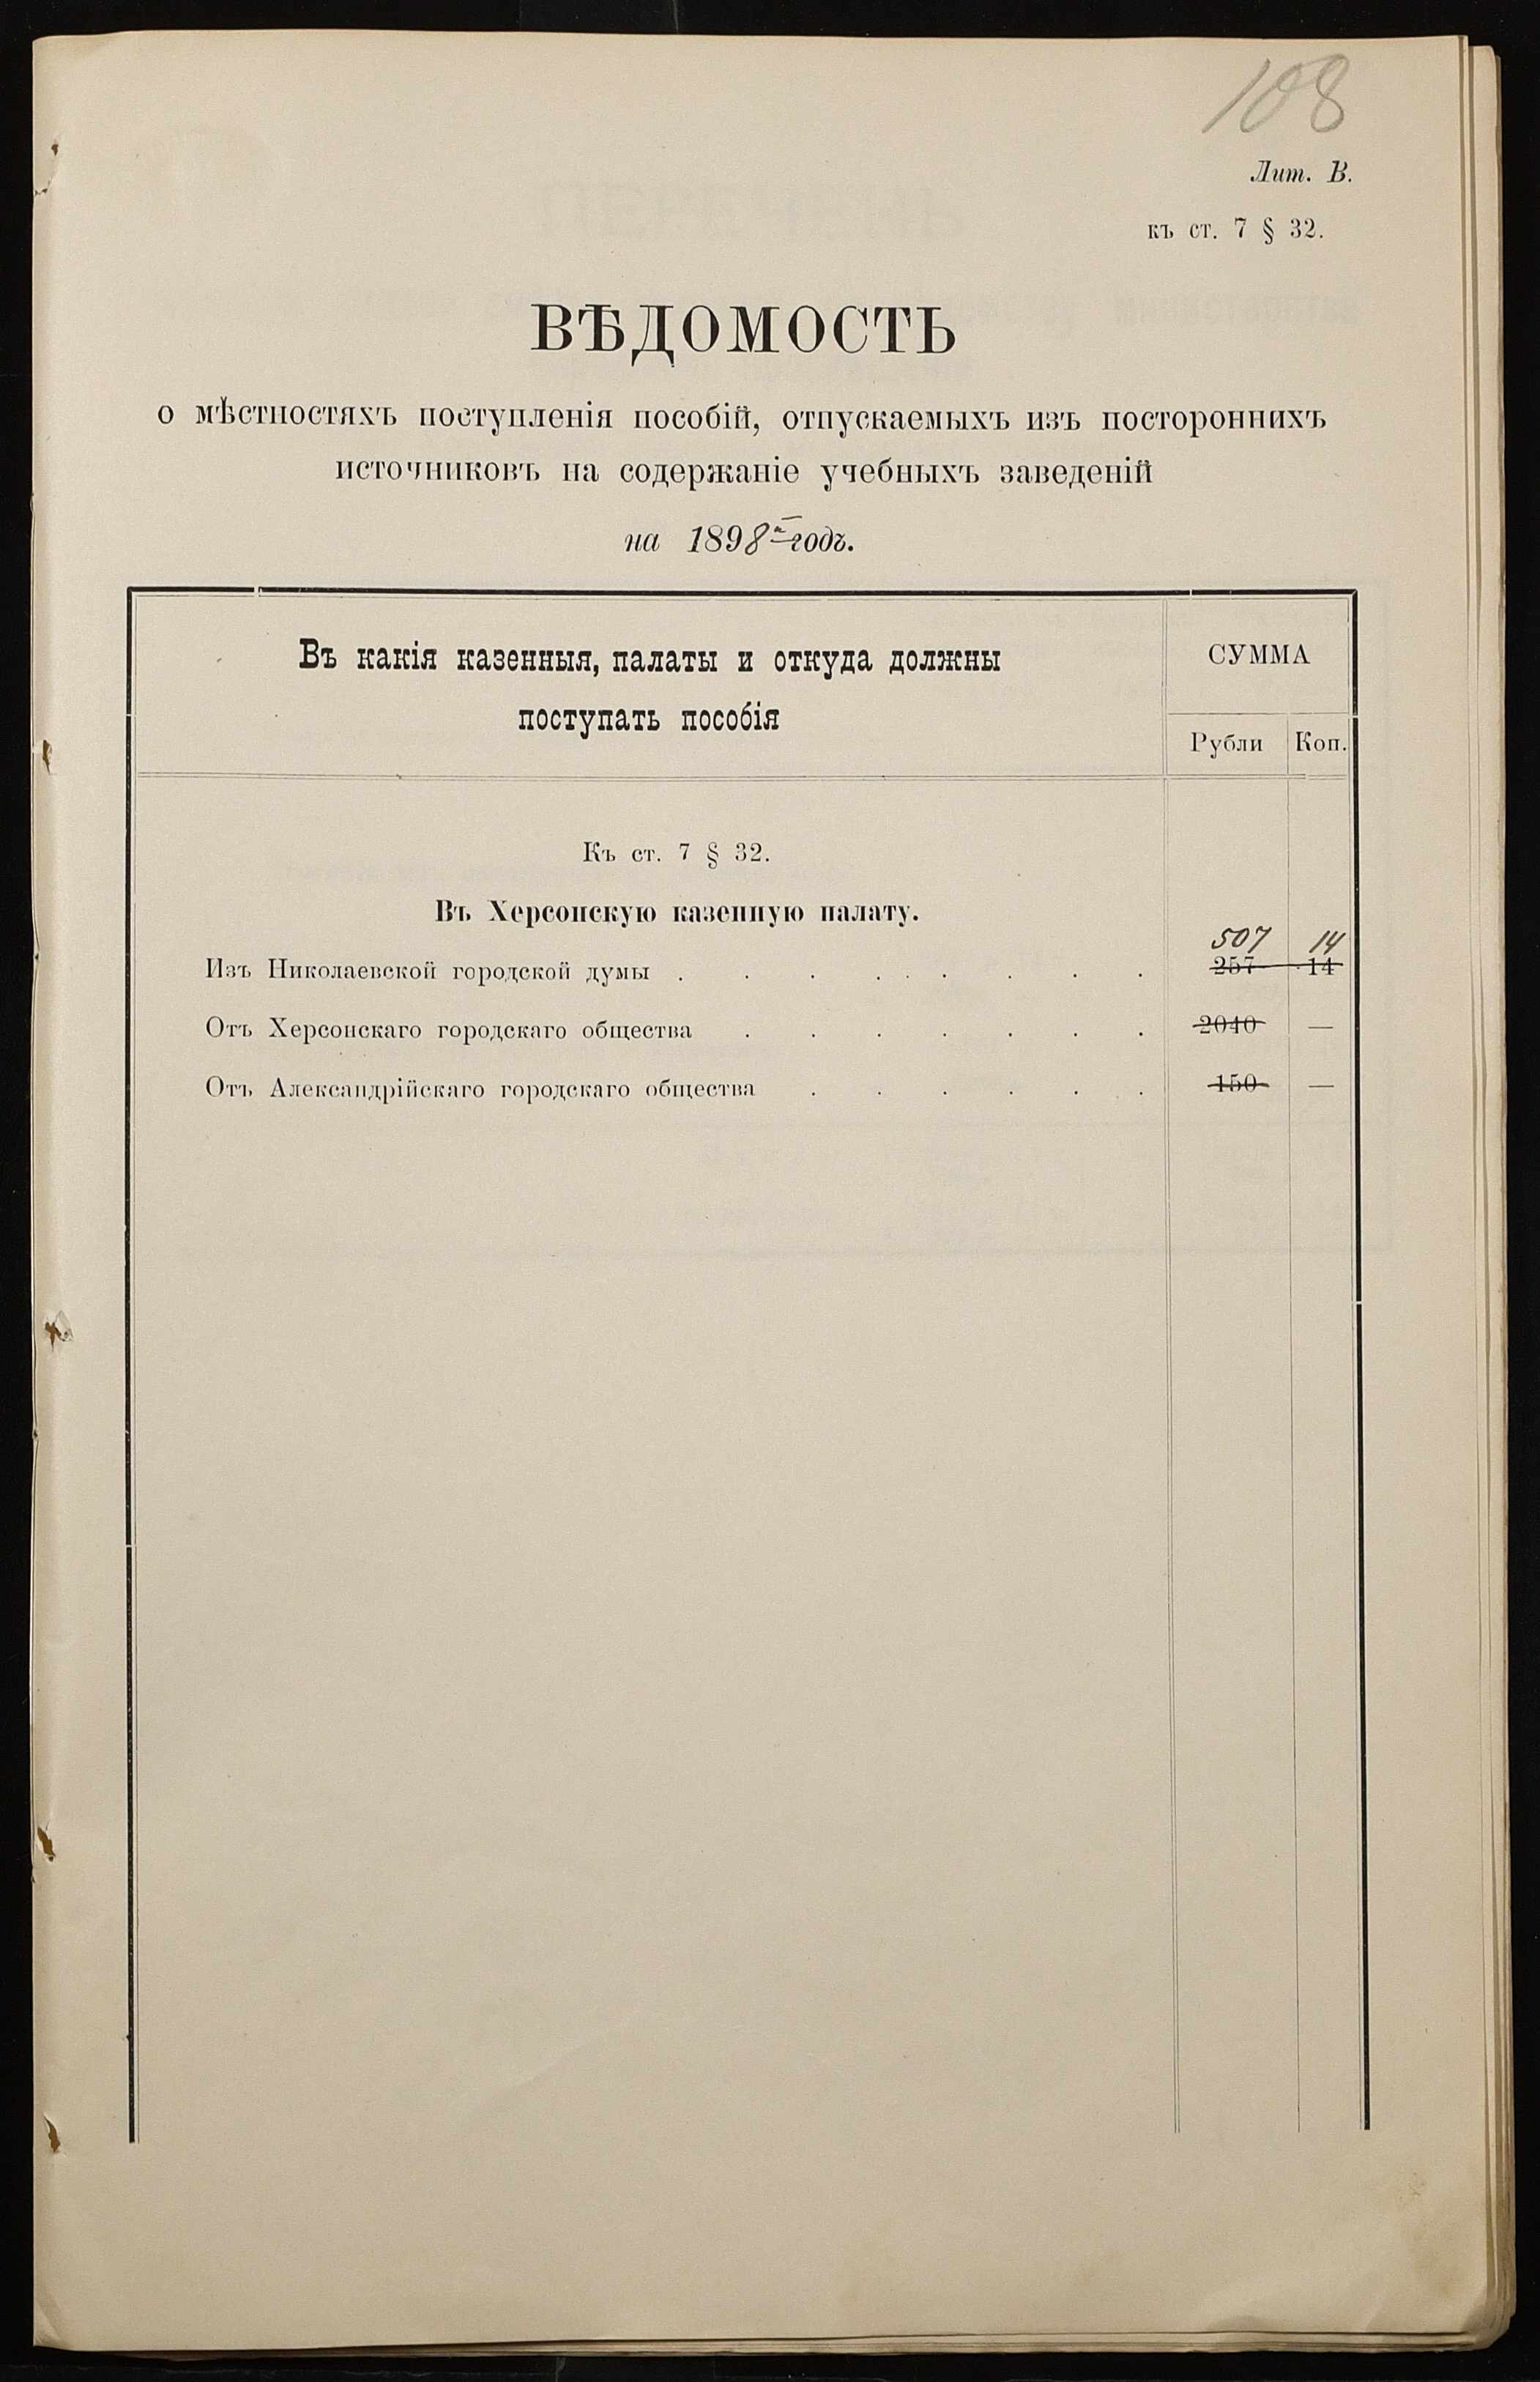 108
Лит. В.
къ ст. 7 § 32.
ВѢДОМОСТЬ
о мѣстностяхъ поступленія пособій, отпускаемыхъ изъ постороннихъ
источниковъ на содержаніе учебныхъ заведеній
на 1898й годъ.
Въ какія казенныя, палаты и откуда должны
поступать пособія
СУММА
Рубли Коп.
Къ ст. 7 § 32.
Въ Херсонскую казенную палату.
507 14
Изъ Николаевской городской думы . . . . . . . . 257 14
Отъ Херсонскаго городскаго общества . . . . . . . 2040 —
Отъ Александрійскаго городскаго общества . . . . . . 150 —